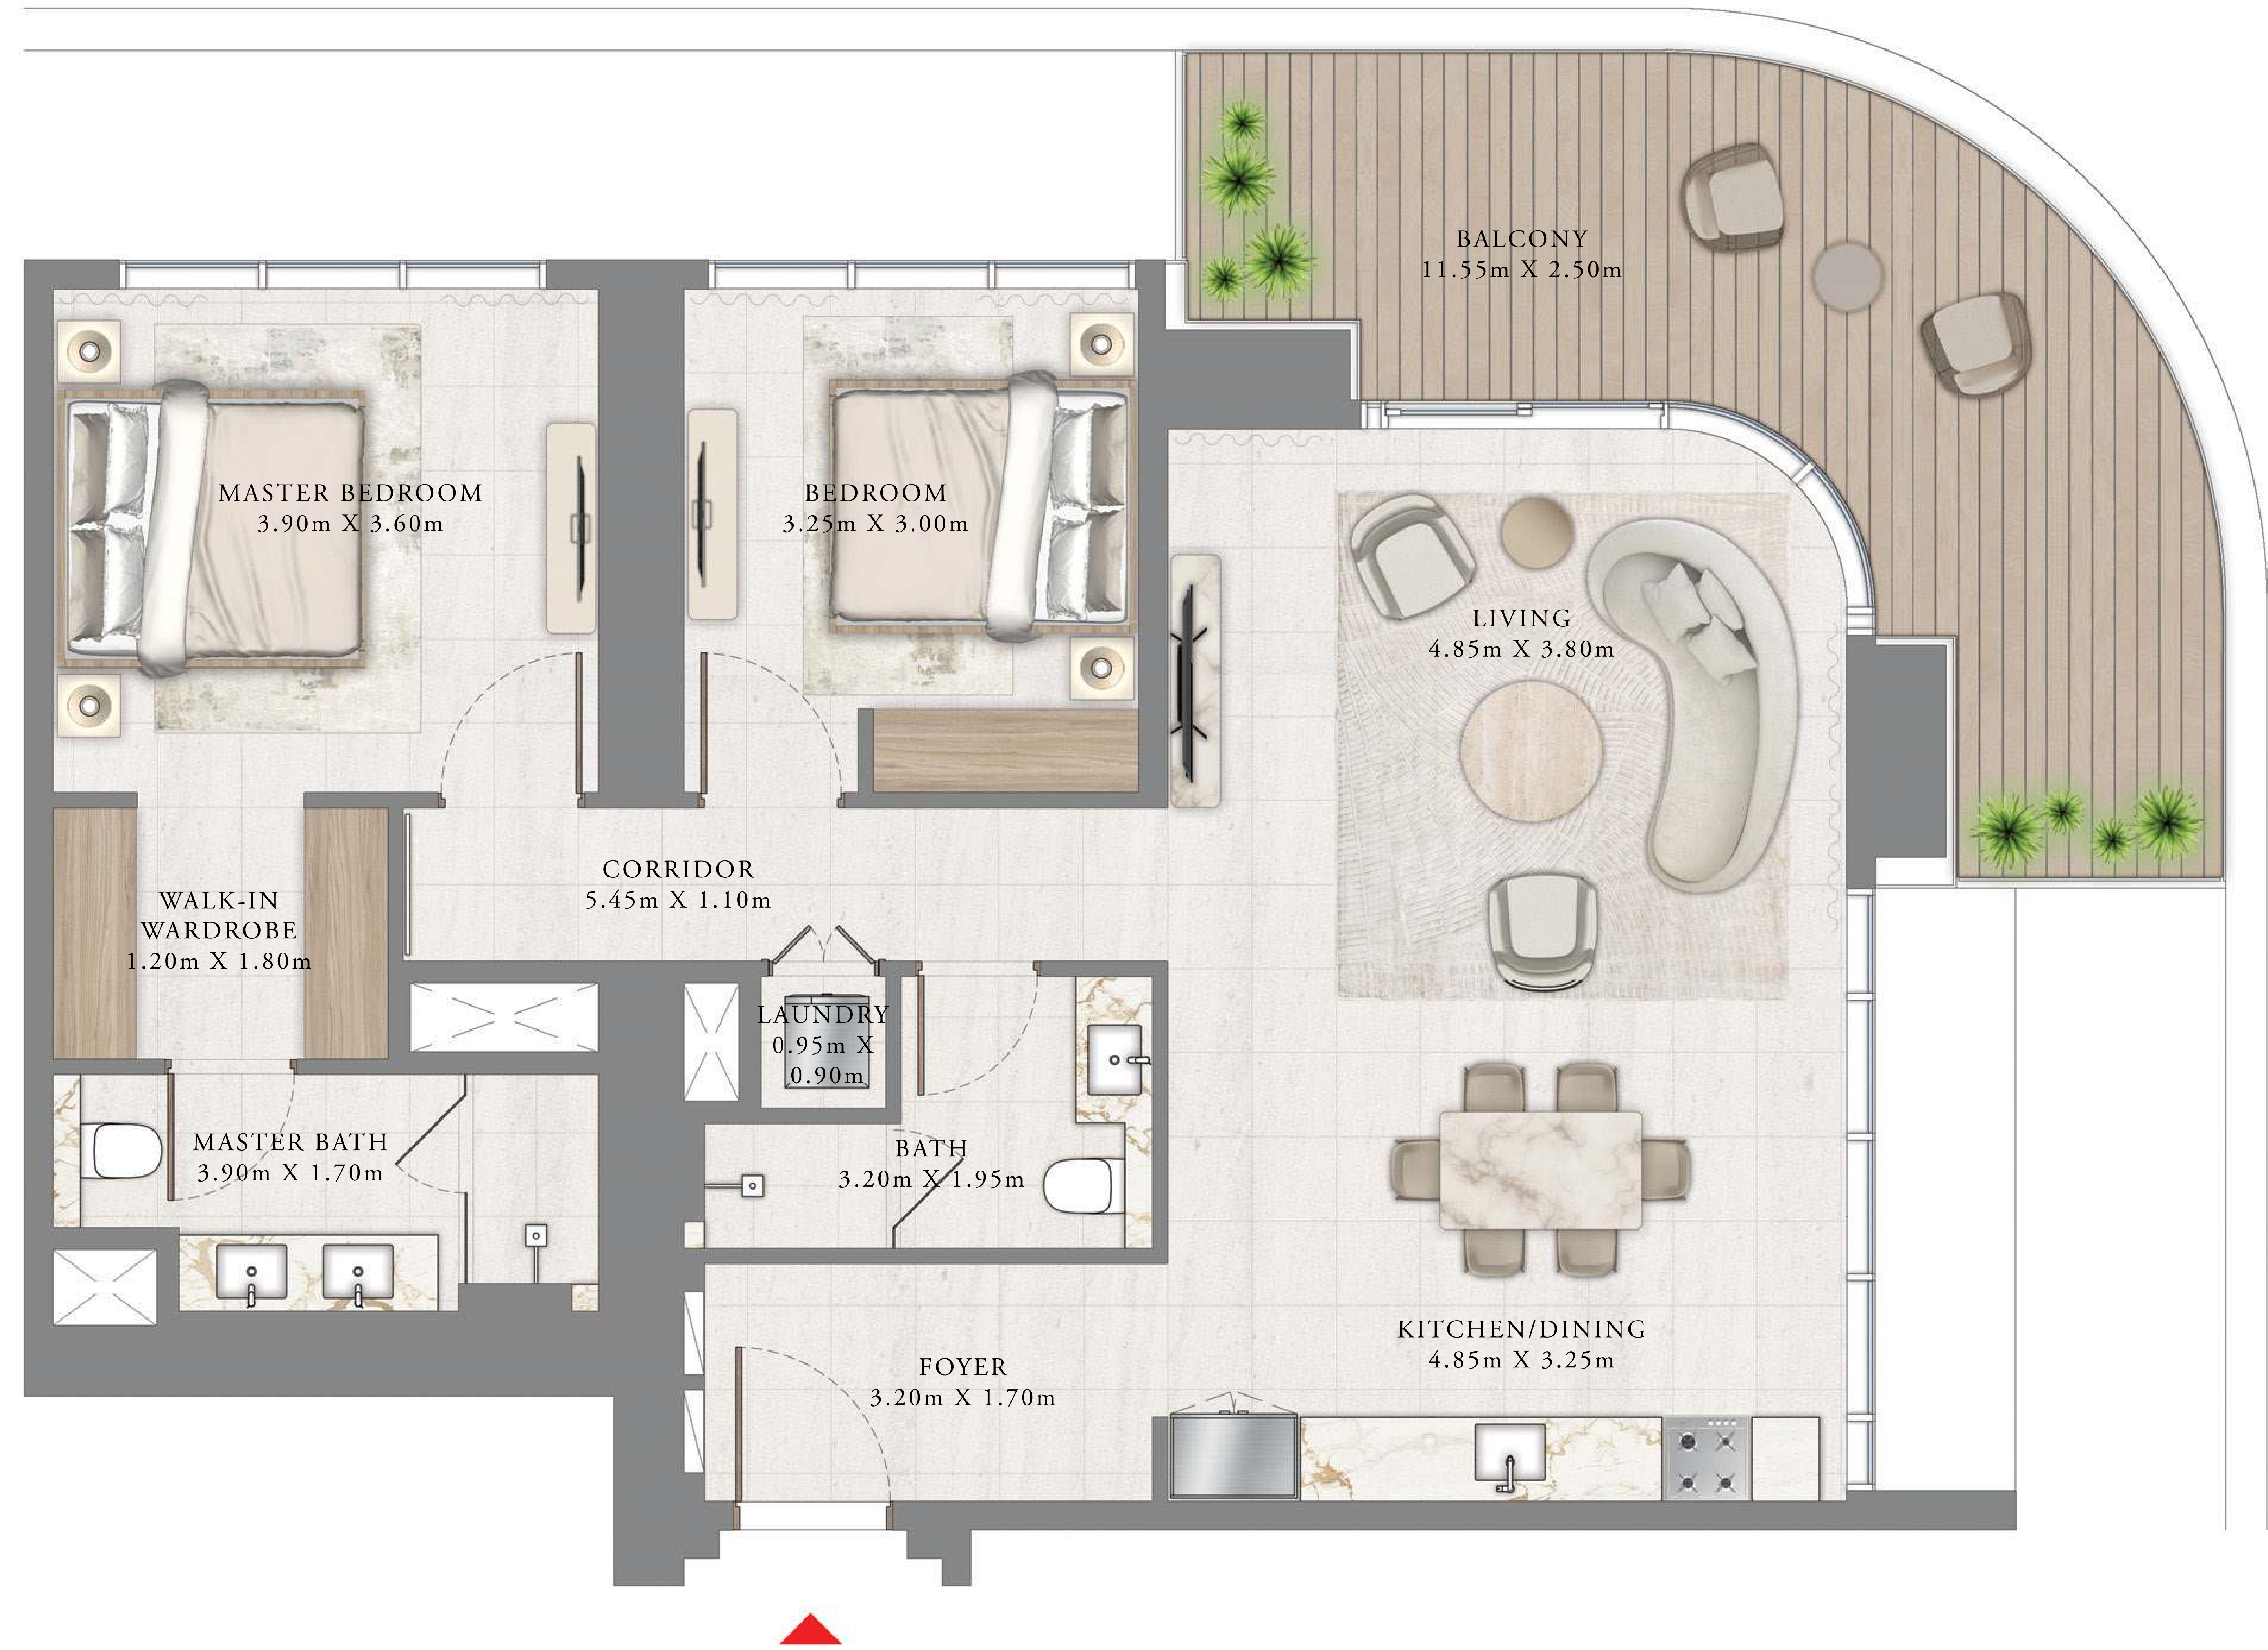 BALCONY
11.55m X 2.50m
MASTER BEDROOM
3.90m X 3.60m
BEDROOM
3.25m X 3.00m
LIVING
4.85m X 3.80m
CORRIDOR
5.45m X 1.10m
WALK-IN
WARDROBE
1.20m X 1.80m
LAUNDRY
0.95m X
0.90m
MASTER BATH
3.90m X 1.70m
BATH
3.20m X 1.95m
KITCHEN/DINING
4.85m X 3.25m
FOYER
3.20m X 1.70m